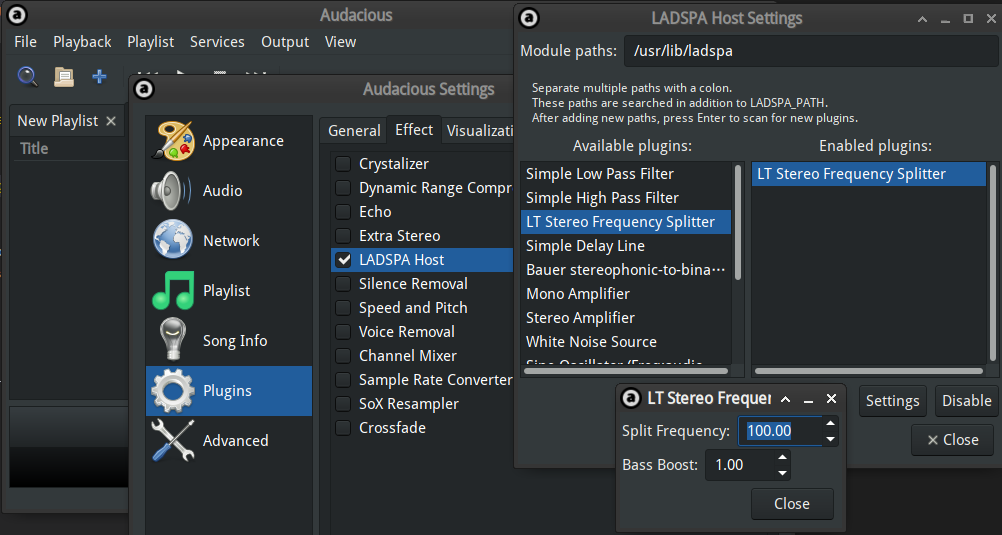 Audacious
File Playback Playlist Services Output View
New Playlist
Title
Audacious Settings
Appearance
Audio
Network
Playlist
Song Info
Plugins
Advanced
General Effect
Crystalizer
Dynamic Range
Echo
Extra Stereo
LADSPA Host
Silence Removal
Speed and Pitch
Voice Removal
Channel Mixer
Sample Rate Converter
SoX Resampler
Crossfade
LADSPA Host Settings
Module paths: /usr/lib/ladspa
Separate multiple paths with a colon.
These paths are searched in addition to LADSPA_PATH.
After adding new paths, press Enter to scan for new plugins.
Available plugins:
Simple Low Pass Filter
Simple High Pass Filter
LT Stereo Frequency Splitter
Simple Delay Line
Bauer stereophonic-to-bina···
Mono Amplifier
Stereo Amplifier
White Noise Source
Enabled plugins:
LT Stereo Frequency Splitter
Settings Disable
Close
LT Stereo Frequer
Split Frequency: 100.00
Bass Boost: 1.00
Close